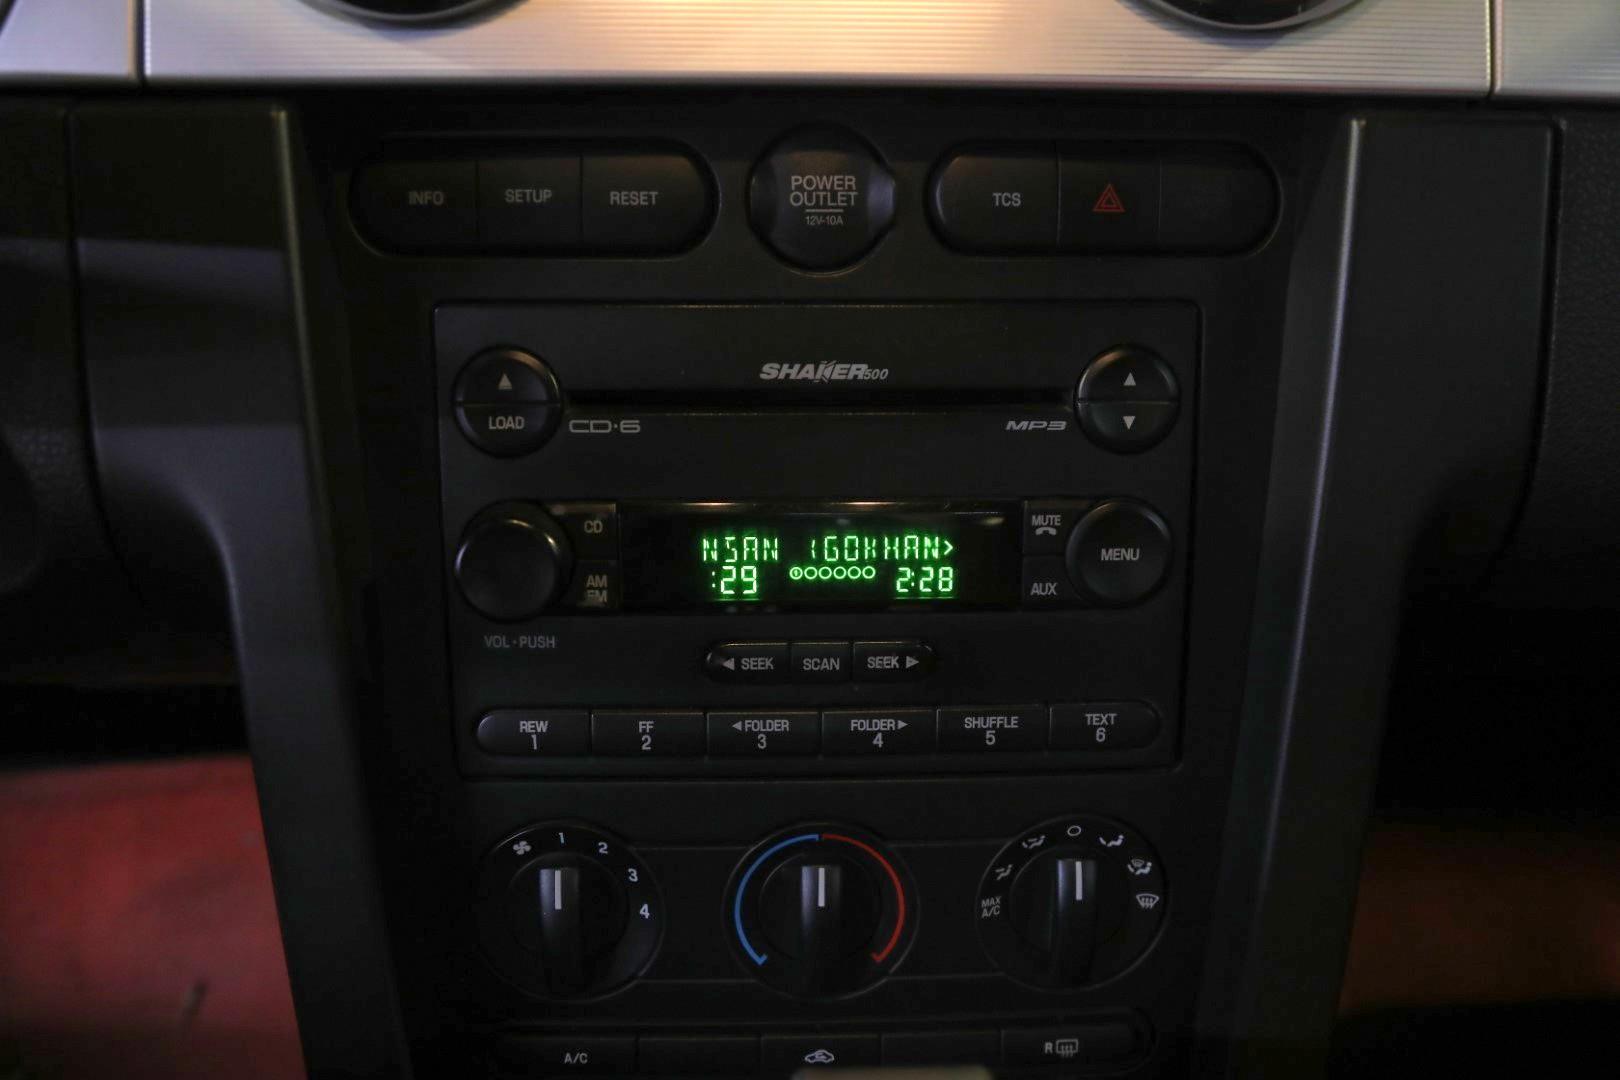 INFO SETUP RESET
POWER
OUTLET
12V-10A
TCS
SHAKER500
LOAD CD·6 MP3
CD MUTE
NSAN (GOKHAN>
MENU
AM
FM
:29 2:28
AUX
VOL·PUSH
SEEK SCAN SEEK
REW FF FOLDER FOLDER SHUFFLE TEXT
1 2 3 4 5 6
1
2
3
4
MAX
A/C
A/C R